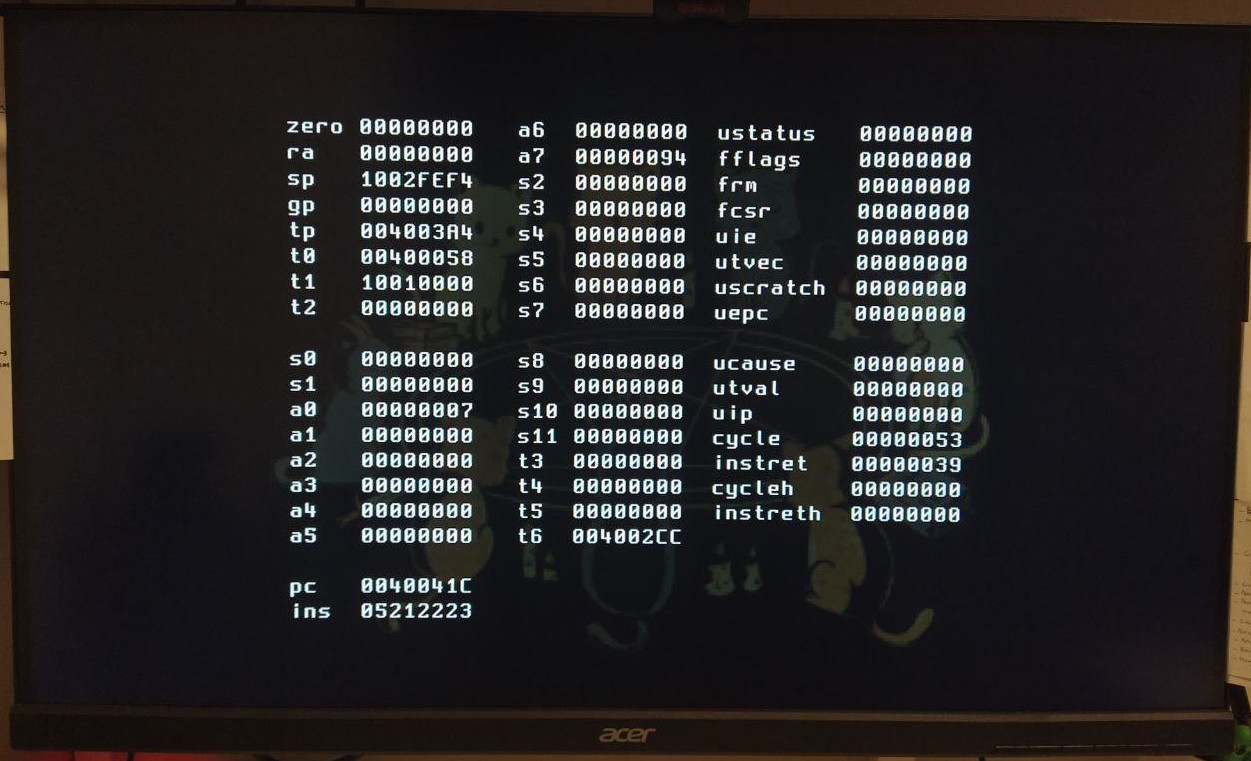 zero 00000000 a6 00000000 ustatus 00000000
ra 00000000 a7 00000094 fflags 00000000
sp 1002FEF4 s2 00000000 frm 00000000
gp 00000000 s3 00000000 fcsr 00000000
tp 004003A4 s4 00000000 uie 00000000
t0 00400058 s5 00000000 utvec 00000000
t1 10010000 s6 00000000 uscratch 00000000
t2 00000000 s7 00000000 uepc 00000000
s0 00000000 s8 00000000 ucause 00000000
s1 00000000 s9 00000000 utval 00000000
a0 00000007 s10 00000000 uip 00000000
a1 00000000 s11 00000000 cycle 00000053
a2 00000000 t3 00000000 instret 00000039
a3 00000000 t4 00000000 cycleh 00000000
a4 00000000 t5 00000000 instreth 00000000
a5 00000000 t6 004002CC
pc 0040041C
ins 05212223
acer